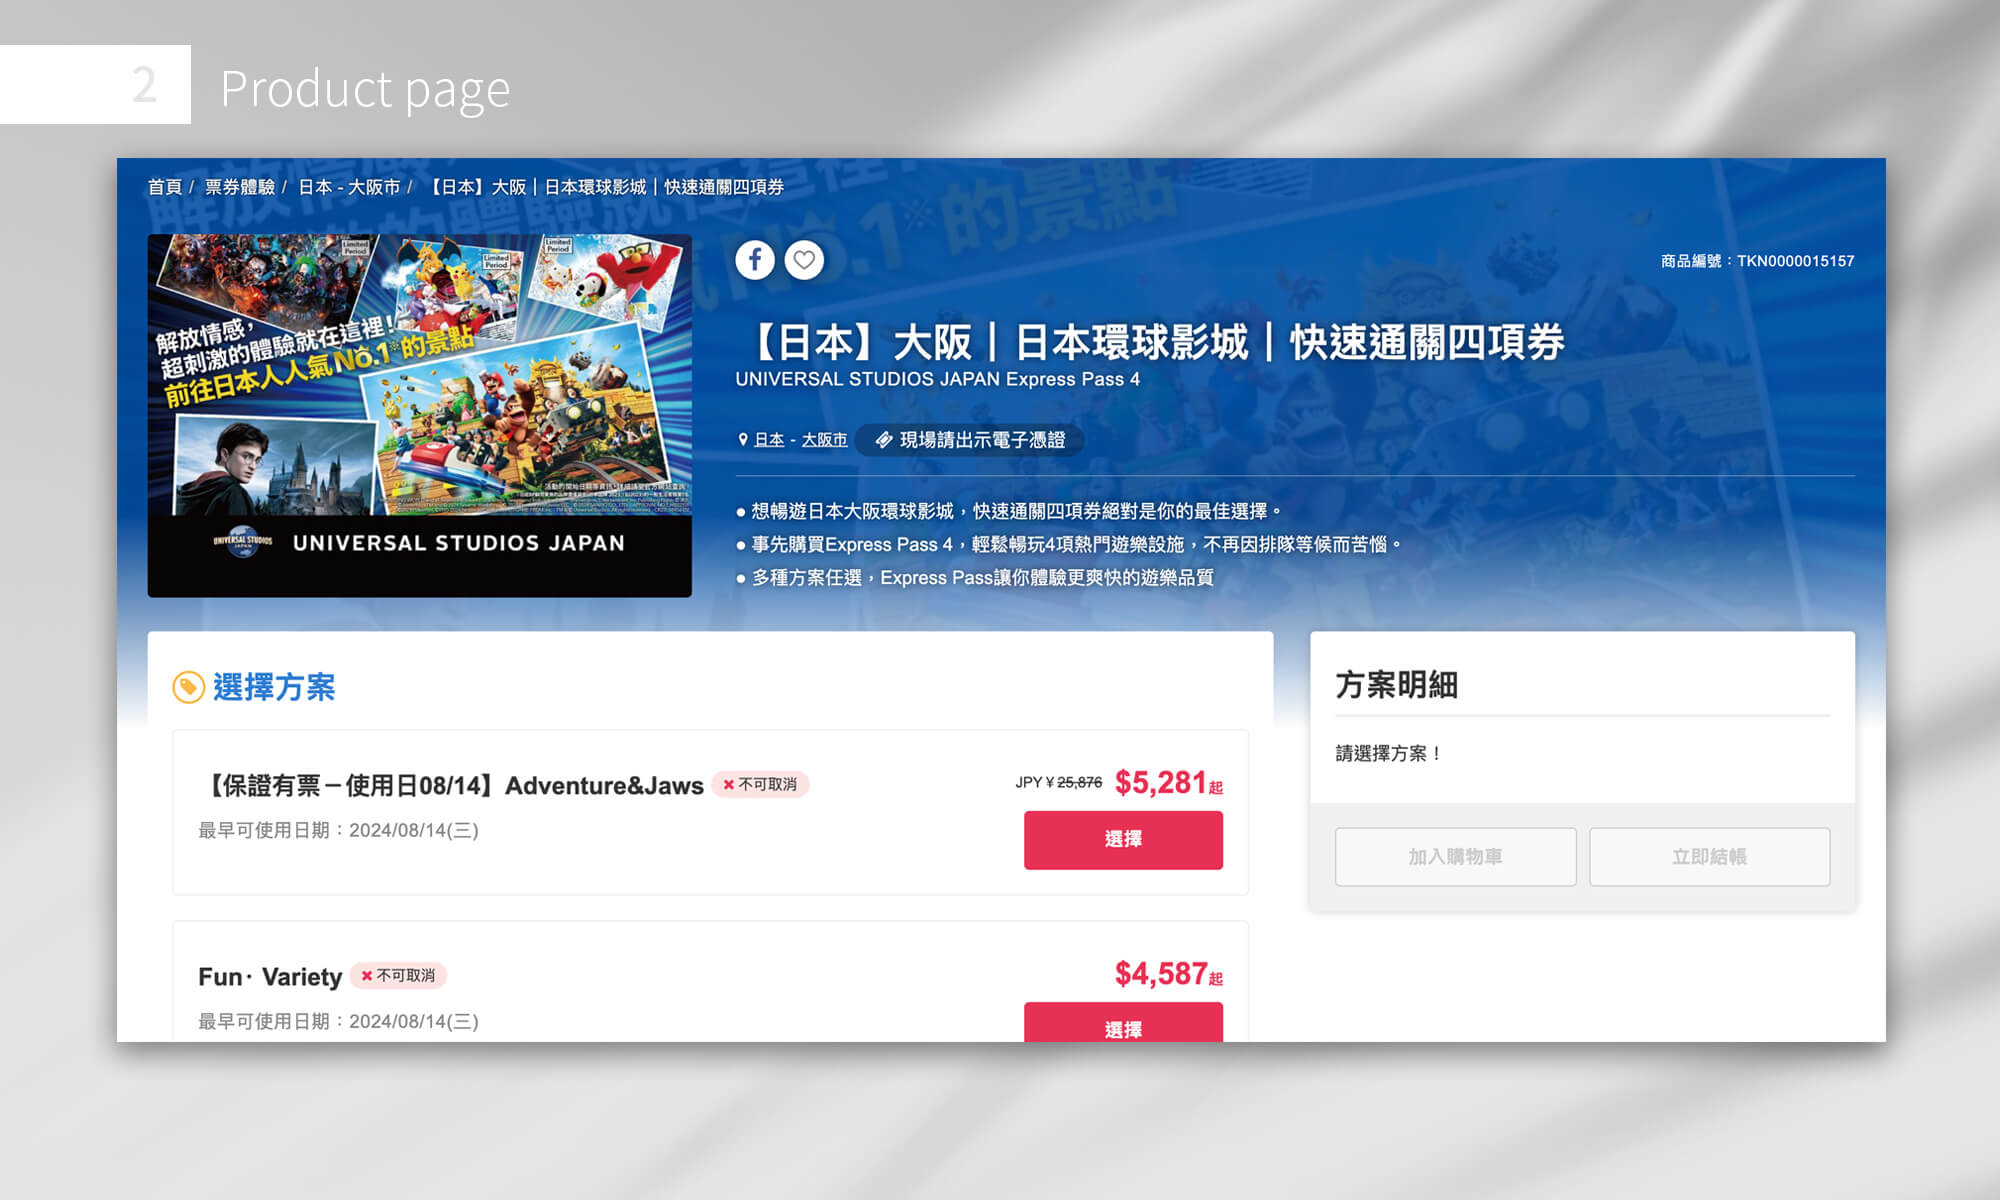 2
Product page
首頁 / 票券體驗 / 日本 - 大阪市 / 【日本】大阪｜日本環球影城｜快速通關四項券
Limited Period
Limited Period
Limited Period
解放情感，
超刺激的體驗就在這裡！
前往日本人人氣No.1※的景點
UNIVERSAL STUDIOS JAPAN
UNIVERSAL STUDIOS JAPAN
商品編號：TKN0000015157
【日本】大阪｜日本環球影城｜快速通關四項券
UNIVERSAL STUDIOS JAPAN Express Pass 4
日本 - 大阪市 現場請出示電子憑證
● 想暢遊日本大阪環球影城，快速通關四項券絕對是你的最佳選擇。
● 事先購買Express Pass 4，輕鬆暢玩4項熱門遊樂設施，不再因排隊等候而苦惱。
● 多種方案任選，Express Pass讓你體驗更爽快的遊樂品質
選擇方案
【保證有票－使用日08/14】Adventure&Jaws 不可取消
JPY ¥ 25,876 $5,281起
最早可使用日期：2024/08/14(三)
選擇
Fun· Variety 不可取消
$4,587起
最早可使用日期：2024/08/14(三)
選擇
方案明細
請選擇方案！
加入購物車 立即結帳